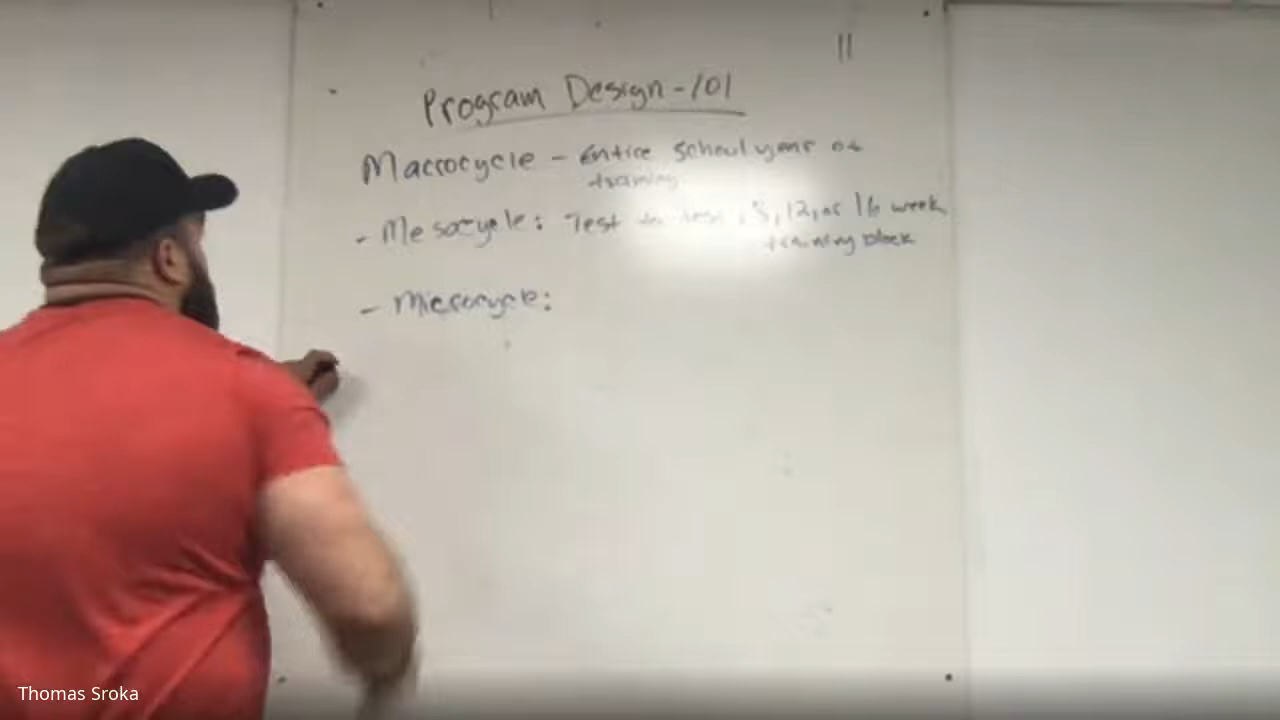 11
Program Design-101
Macrocycle - Entire school year of
training
- Mesocycle: Test to test, 8, 12, or 16 week
training block
- Microcycle:
Thomas Sroka